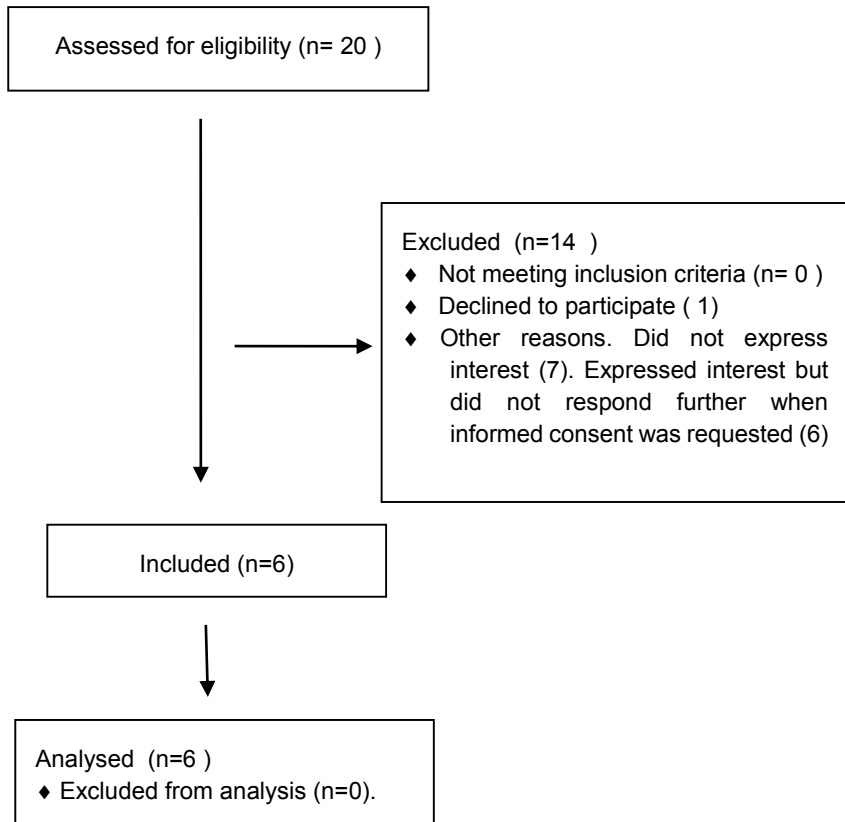 Assessed for eligibility (n= 20 )
Excluded  (n=14  )
♦ Not meeting inclusion criteria (n= 0 )
♦ Declined to participate ( 1)
♦ Other reasons. Did not express
interest (7). Expressed interest but
did not respond further when
informed consent was requested (6)
Included (n=6)
Analysed  (n=6 )
♦ Excluded from analysis (n=0).